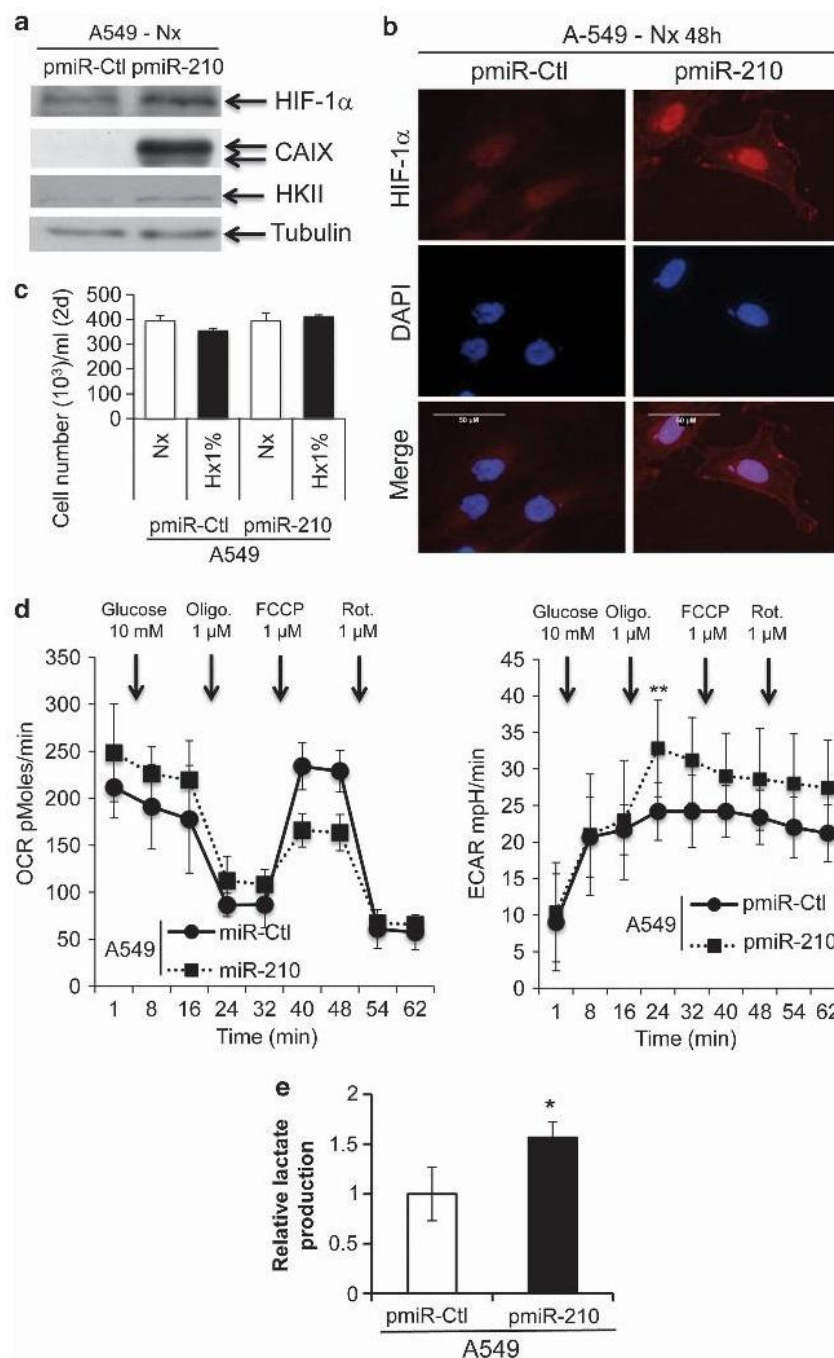 a
A549 - Nx
pmiR-Ctl pmiR-210
HIF-1α
CAIX
HKII
Tubulin
b
A-549 - Nx 48h
pmiR-Ctl pmiR-210
HIF-1α
DAPI
Merge
50 µM 50 µM
c
Cell number (10³)/ml (2d)
500
400
300
200
100
0
Nx Hx1% Nx Hx1%
pmiR-Ctl pmiR-210
A549
d
Glucose 10 mM
Oligo. 1 µM
FCCP 1 µM
Rot. 1 µM
OCR pMoles/min
350
300
250
200
150
100
50
0
A549
miR-Ctl
miR-210
1 8 16 24 32 40 48 54 62
Time (min)
Glucose 10 mM
Oligo. 1 µM
FCCP 1 µM
Rot. 1 µM
**
ECAR mpH/min
45
40
35
30
25
20
15
10
5
0
A549
pmiR-Ctl
pmiR-210
1 8 16 24 32 40 48 54 62
Time (min)
e
Relative lactate
production
2
1.5
1
0.5
0
*
pmiR-Ctl pmiR-210
A549